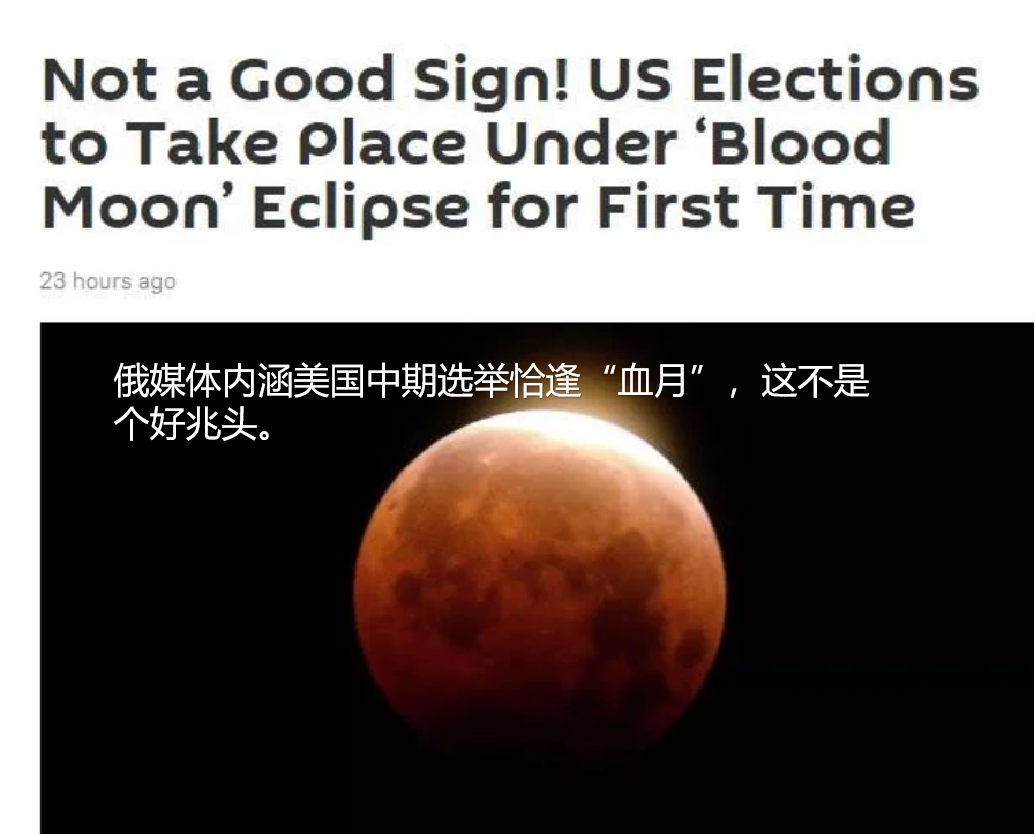 Not a Good Sign! US Elections
to Take Place Under ‘Blood
Moon’ Eclipse for First Time
23 hours ago
俄媒体内涵美国中期选举恰逢“血月”，这不是
个好兆头。